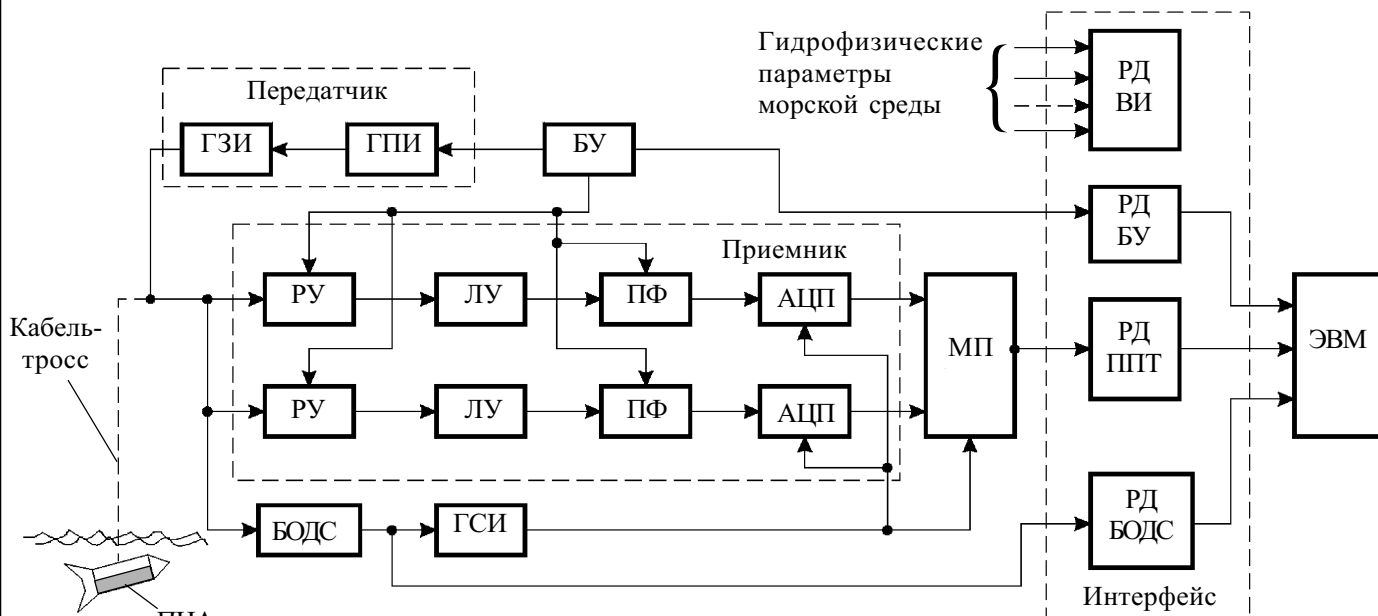 Гидрофизические
параметры
морской среды
РД
ВИ
Передатчик
ГЗИ
ГПИ
БУ
РД
БУ
Приемник
РУ
ЛУ
ПФ
АЦП
Кабель-
тросс
МП
РД
ППТ
ЭВМ
РУ
ЛУ
ПФ
АЦП
БОДС
ГСИ
РД
БОДС
Интерфейс